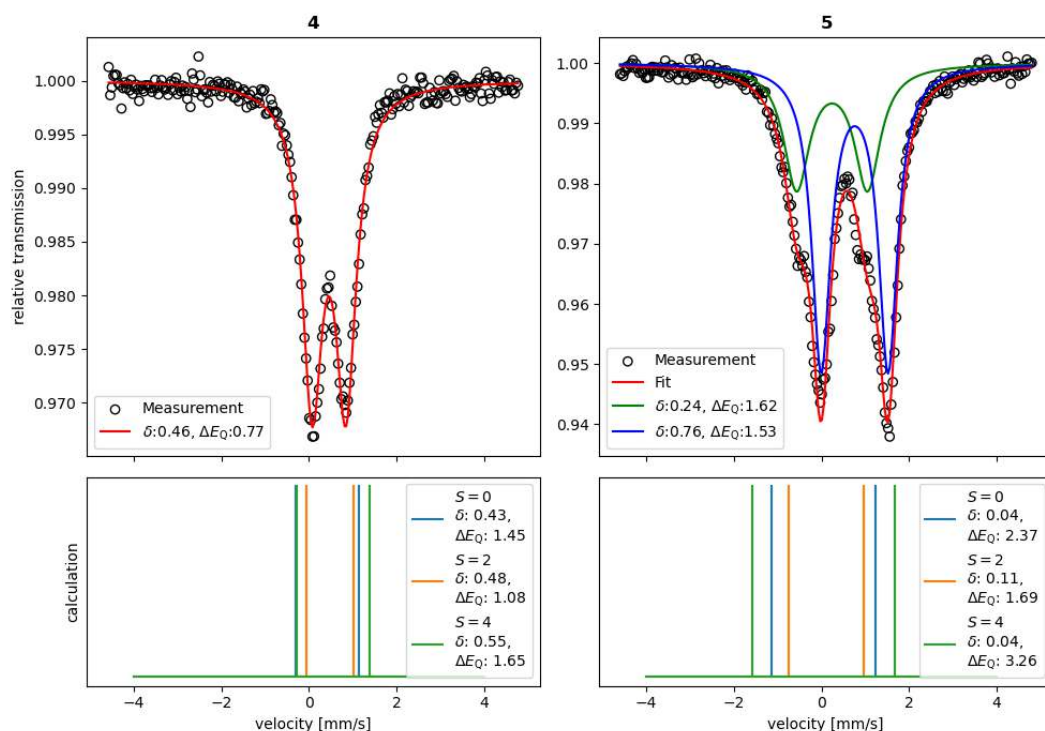 4
5
1.000
0.995
0.990
0.985
0.980
0.975
0.970
relative transmission
Measurement
δ:0.46, ΔE_Q:0.77
1.00
0.99
0.98
0.97
0.96
0.95
0.94
Measurement
Fit
δ:0.24, ΔE_Q:1.62
δ:0.76, ΔE_Q:1.53
calculation
S = 0
δ: 0.43,
ΔE_Q: 1.45
S = 2
δ: 0.48,
ΔE_Q: 1.08
S = 4
δ: 0.55,
ΔE_Q: 1.65
−4 −2 0 2 4
velocity [mm/s]
S = 0
δ: 0.04,
ΔE_Q: 2.37
S = 2
δ: 0.11,
ΔE_Q: 1.69
S = 4
δ: 0.04,
ΔE_Q: 3.26
−4 −2 0 2 4
velocity [mm/s]